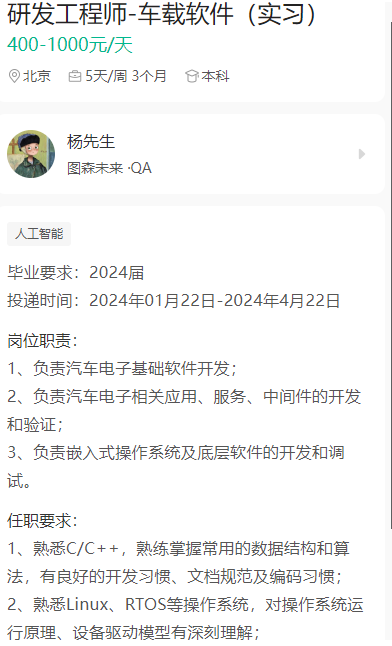 研发工程师-车载软件（实习）
400-1000元/天
北京 5天/周 3个月 本科
杨先生
图森未来 ·QA
人工智能
毕业要求：2024届
投递时间：2024年01月22日-2024年4月22日
岗位职责：
1、负责汽车电子基础软件开发；
2、负责汽车电子相关应用、服务、中间件的开发
和验证；
3、负责嵌入式操作系统及底层软件的开发和调
试。
任职要求：
1、熟悉C/C++，熟练掌握常用的数据结构和算
法，有良好的开发习惯、文档规范及编码习惯；
2、熟悉Linux、RTOS等操作系统，对操作系统运
行原理、设备驱动模型有深刻理解；